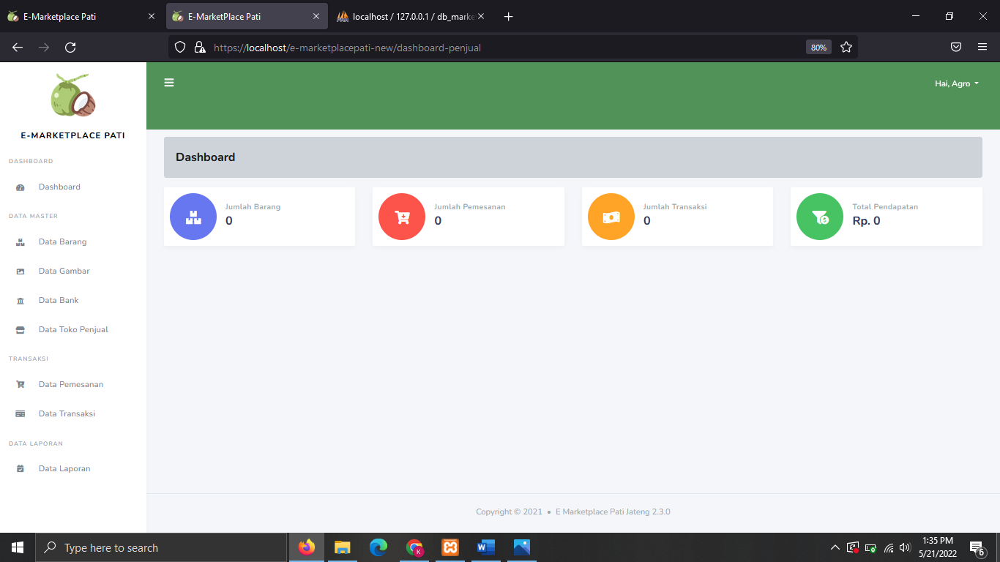 E-Marketplace Pati
E-MarketPlace Pati
localhost / 127.0.0.1 / db_marke
https://localhost/e-marketplacepati-new/dashboard-penjual
80%
E-MARKETPLACE PATI
DASHBOARD
Dashboard
DATA MASTER
Data Barang
Data Gambar
Data Bank
Data Toko Penjual
TRANSAKSI
Data Pemesanan
Data Transaksi
DATA LAPORAN
Data Laporan
Hai, Agro
Dashboard
Jumlah Barang
0
Jumlah Pemesanan
0
Jumlah Transaksi
0
Total Pendapatan
Rp. 0
Copyright © 2021 • E Marketplace Pati Jateng 2.3.0
Type here to search
K
W
1:35 PM
5/21/2022
6